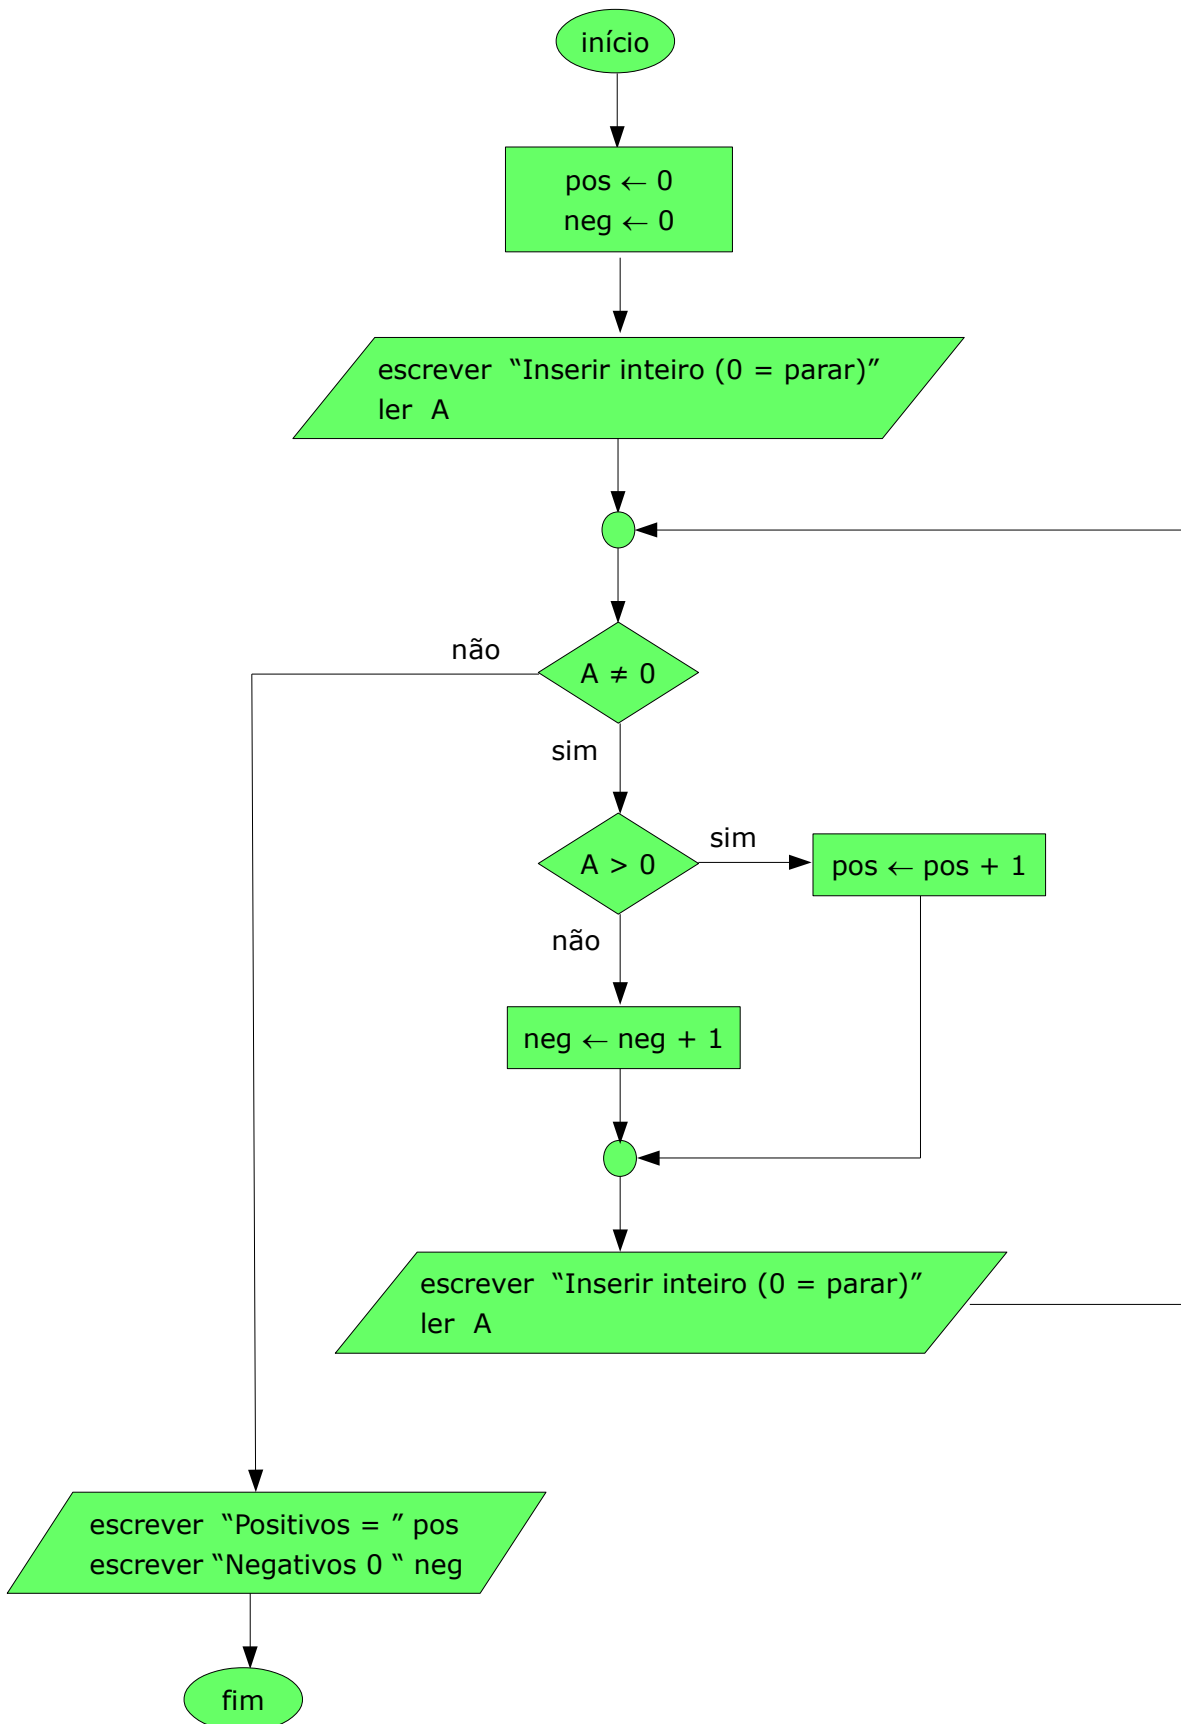 início
pos ← 0
neg ← 0
escrever “Inserir inteiro (0 = parar)”
ler A
não
A ≠ 0
sim
A > 0
sim
pos ← pos + 1
não
neg ← neg + 1
escrever “Inserir inteiro (0 = parar)”
ler A
escrever “Positivos = ” pos
escrever “Negativos 0 “ neg
fim